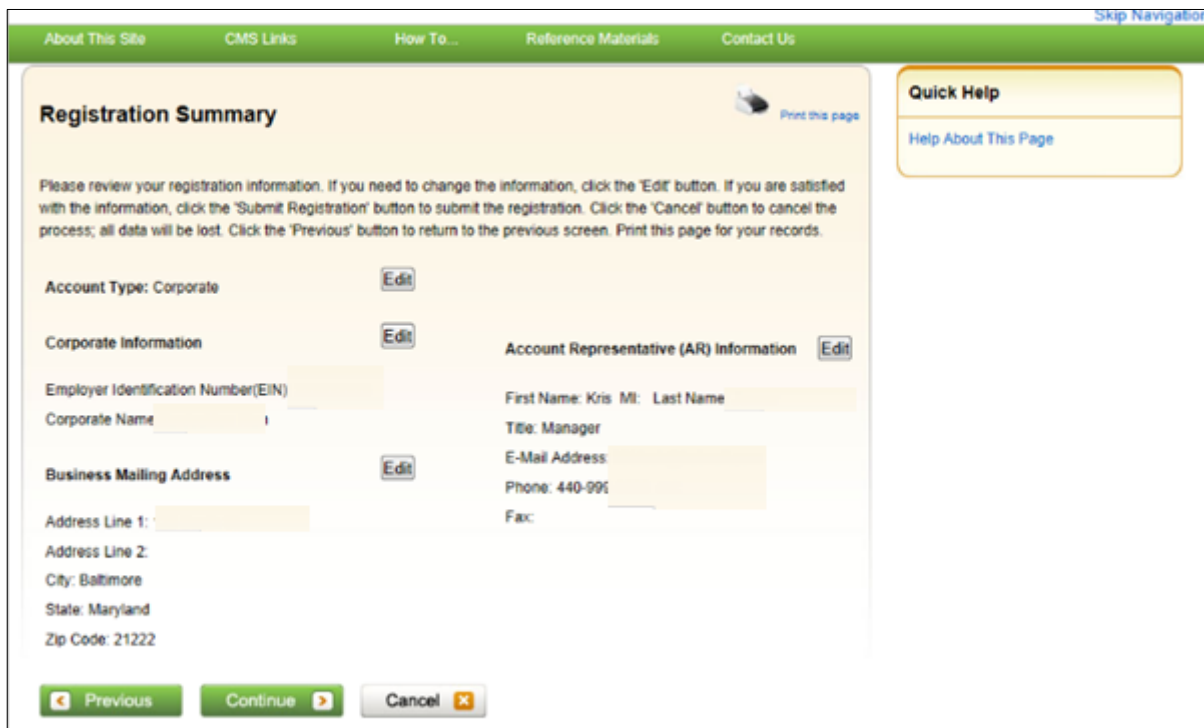 Skip Navigation
About This Site CMS Links How To... Reference Materials Contact Us
Registration Summary
Print this page
Quick Help
Help About This Page
Please review your registration information. If you need to change the information, click the 'Edit' button. If you are satisfied
with the information, click the 'Submit Registration' button to submit the registration. Click the 'Cancel' button to cancel the
process; all data will be lost. Click the 'Previous' button to return to the previous screen. Print this page for your records.
Account Type: Corporate Edit
Corporate Information Edit
Employer Identification Number(EIN)
Corporate Name
Business Mailing Address Edit
Address Line 1:
Address Line 2:
City: Baltimore
State: Maryland
Zip Code: 21222
Account Representative (AR) Information Edit
First Name: Kris MI: Last Name
Title: Manager
E-Mail Address:
Phone: 440-999
Fax:
Previous Continue Cancel